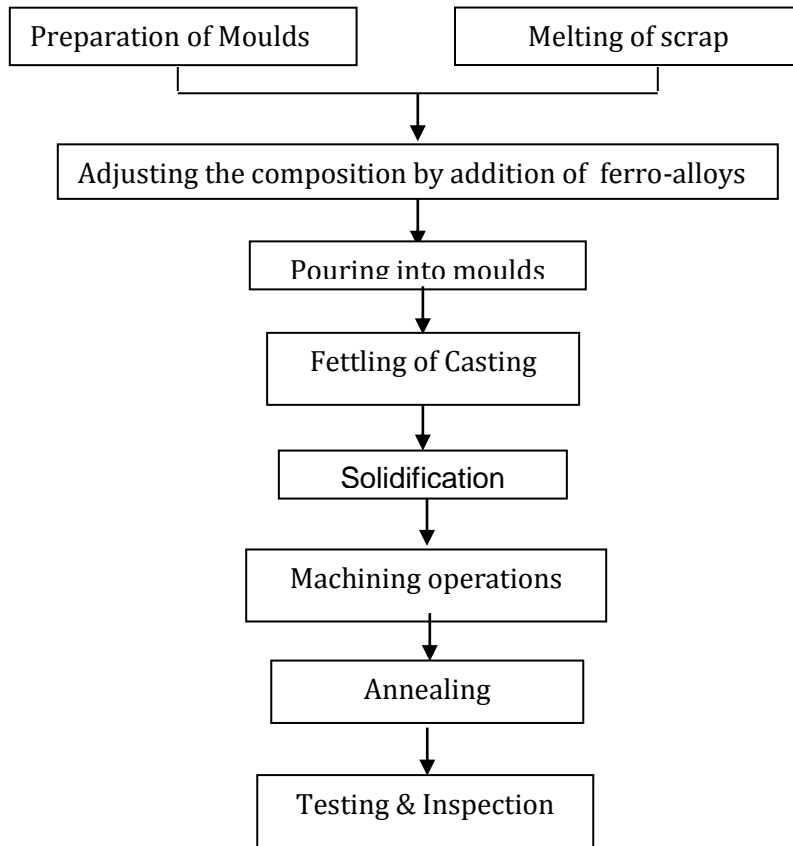 Preparation of Moulds
Melting of scrap
Adjusting the composition by addition of ferro-alloys
Pouring into moulds
Fettling of Casting
Solidification
Machining operations
Annealing
Testing & Inspection